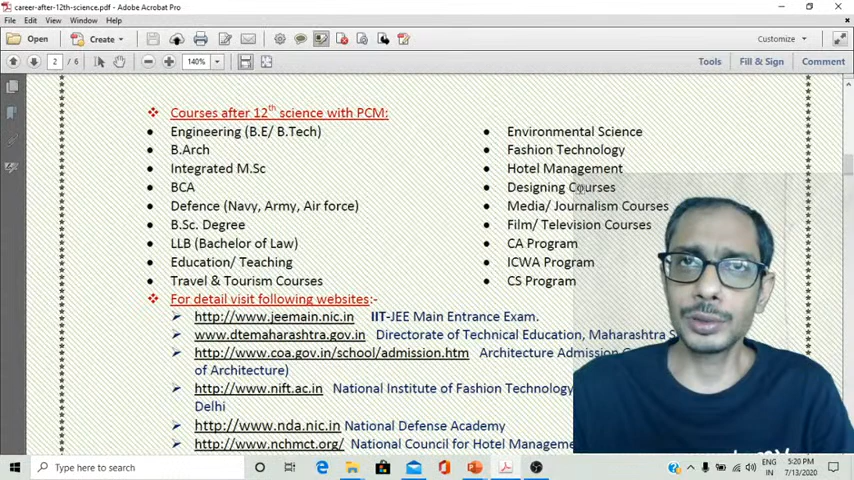 career-after-12th-science.pdf - Adobe Acrobat Pro
File Edit View Window Help
Open Create Customize
2 / 6 140% Tools Fill & Sign Comment
Courses after 12th science with PCM:
Engineering (B.E/ B.Tech)
B.Arch
Integrated M.Sc
BCA
Defence (Navy, Army, Air force)
B.Sc. Degree
LLB (Bachelor of Law)
Education/ Teaching
Travel & Tourism Courses
Environmental Science
Fashion Technology
Hotel Management
Designing Courses
Media/ Journalism Courses
Film/ Television Courses
CA Program
ICWA Program
CS Program
For detail visit following websites:-
http://www.jeemain.nic.in IIT-JEE Main Entrance Exam.
www.dtemaharashtra.gov.in Directorate of Technical Education, Maharashtra S
http://www.coa.gov.in/school/admission.htm Architecture Admission
of Architecture)
http://www.nift.ac.in National Institute of Fashion Technology
Delhi
http://www.nda.nic.in National Defense Academy
http://www.nchmct.org/ National Council for Hotel Manageme
Type here to search
ENG 5:20 PM
IN 7/13/2020